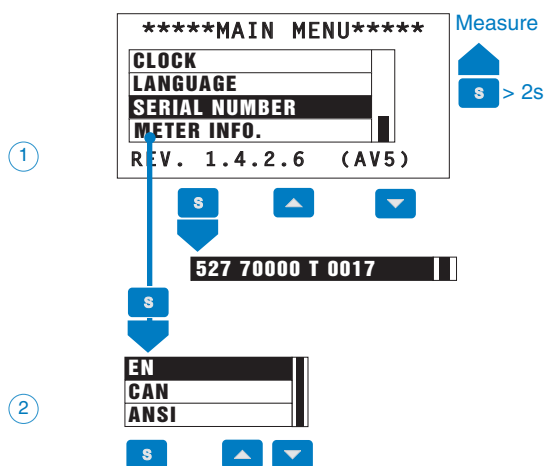 *****MAIN MENU*****
Measure
CLOCK
LANGUAGE
S > 2s
SERIAL NUMBER
METER INFO.
1
REV. 1.4.2.6 (AV5)
S
527 70000 T 0017
S
EN
CAN
2
ANSI
S